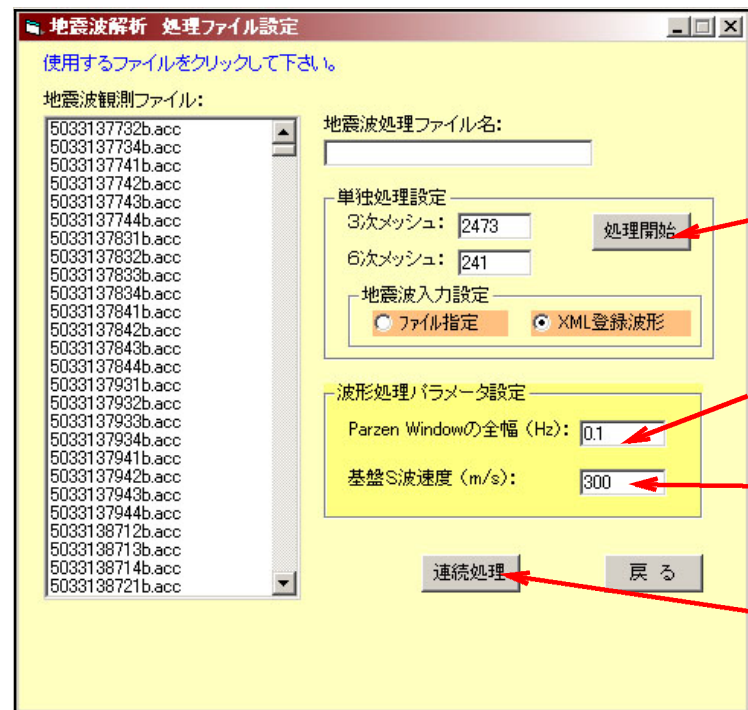 地震波解析 処理ファイル設定
使用するファイルをクリックして下さい。
地震波観測ファイル:
5033137732b.acc
5033137734b.acc
5033137741b.acc
5033137742b.acc
5033137743b.acc
5033137744b.acc
5033137831b.acc
5033137832b.acc
5033137833b.acc
5033137834b.acc
5033137841b.acc
5033137842b.acc
5033137843b.acc
5033137844b.acc
5033137931b.acc
5033137932b.acc
5033137933b.acc
5033137934b.acc
5033137941b.acc
5033137942b.acc
5033137943b.acc
5033137944b.acc
5033138712b.acc
5033138713b.acc
5033138714b.acc
5033138721b.acc
地震波処理ファイル名:
単独処理設定
3次メッシュ: 2473
処理開始
6次メッシュ: 241
地震波入力設定
ファイル指定 XML登録波形
波形処理パラメータ設定
Parzen Windowの全幅(Hz): 0.1
基盤S波速度(m/s): 300
連続処理 戻 る